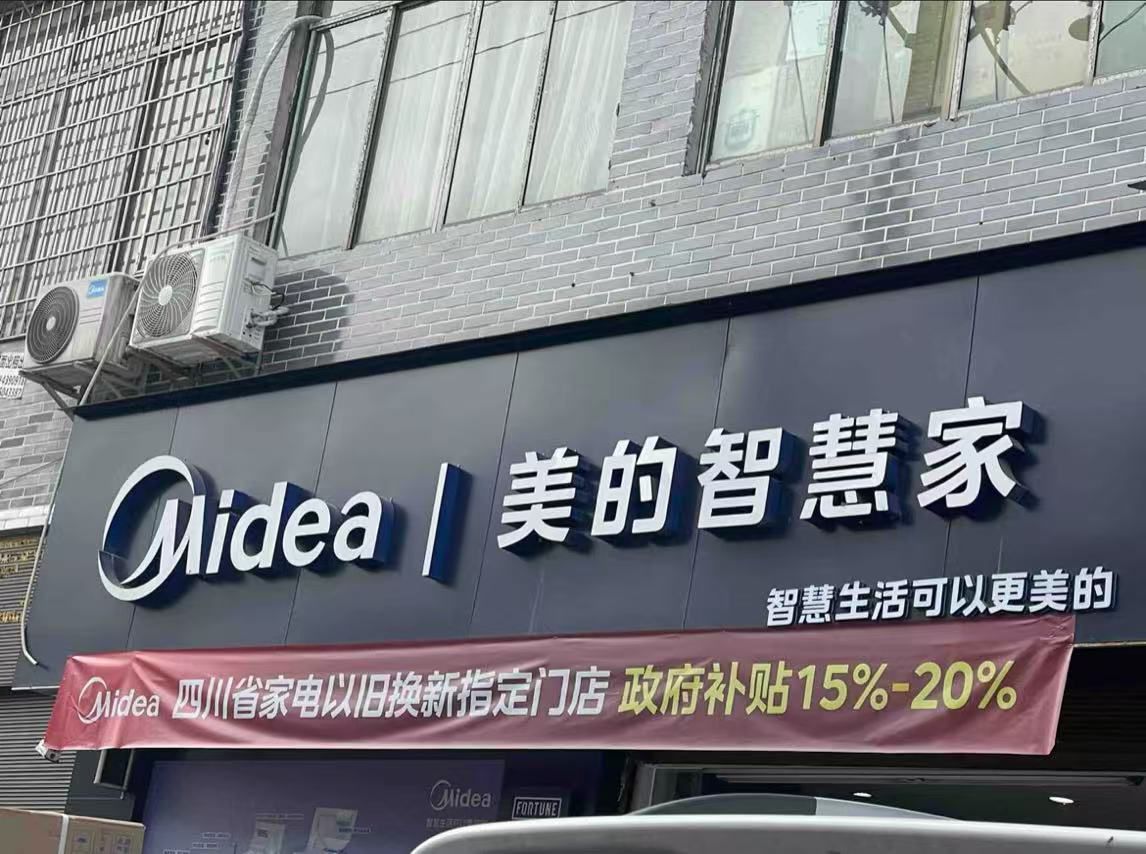 Midea | 美的智慧家
智慧生活可以更美的
Midea 四川省家电以旧换新指定门店 政府补贴15%-20%
Midea
FORTUNE